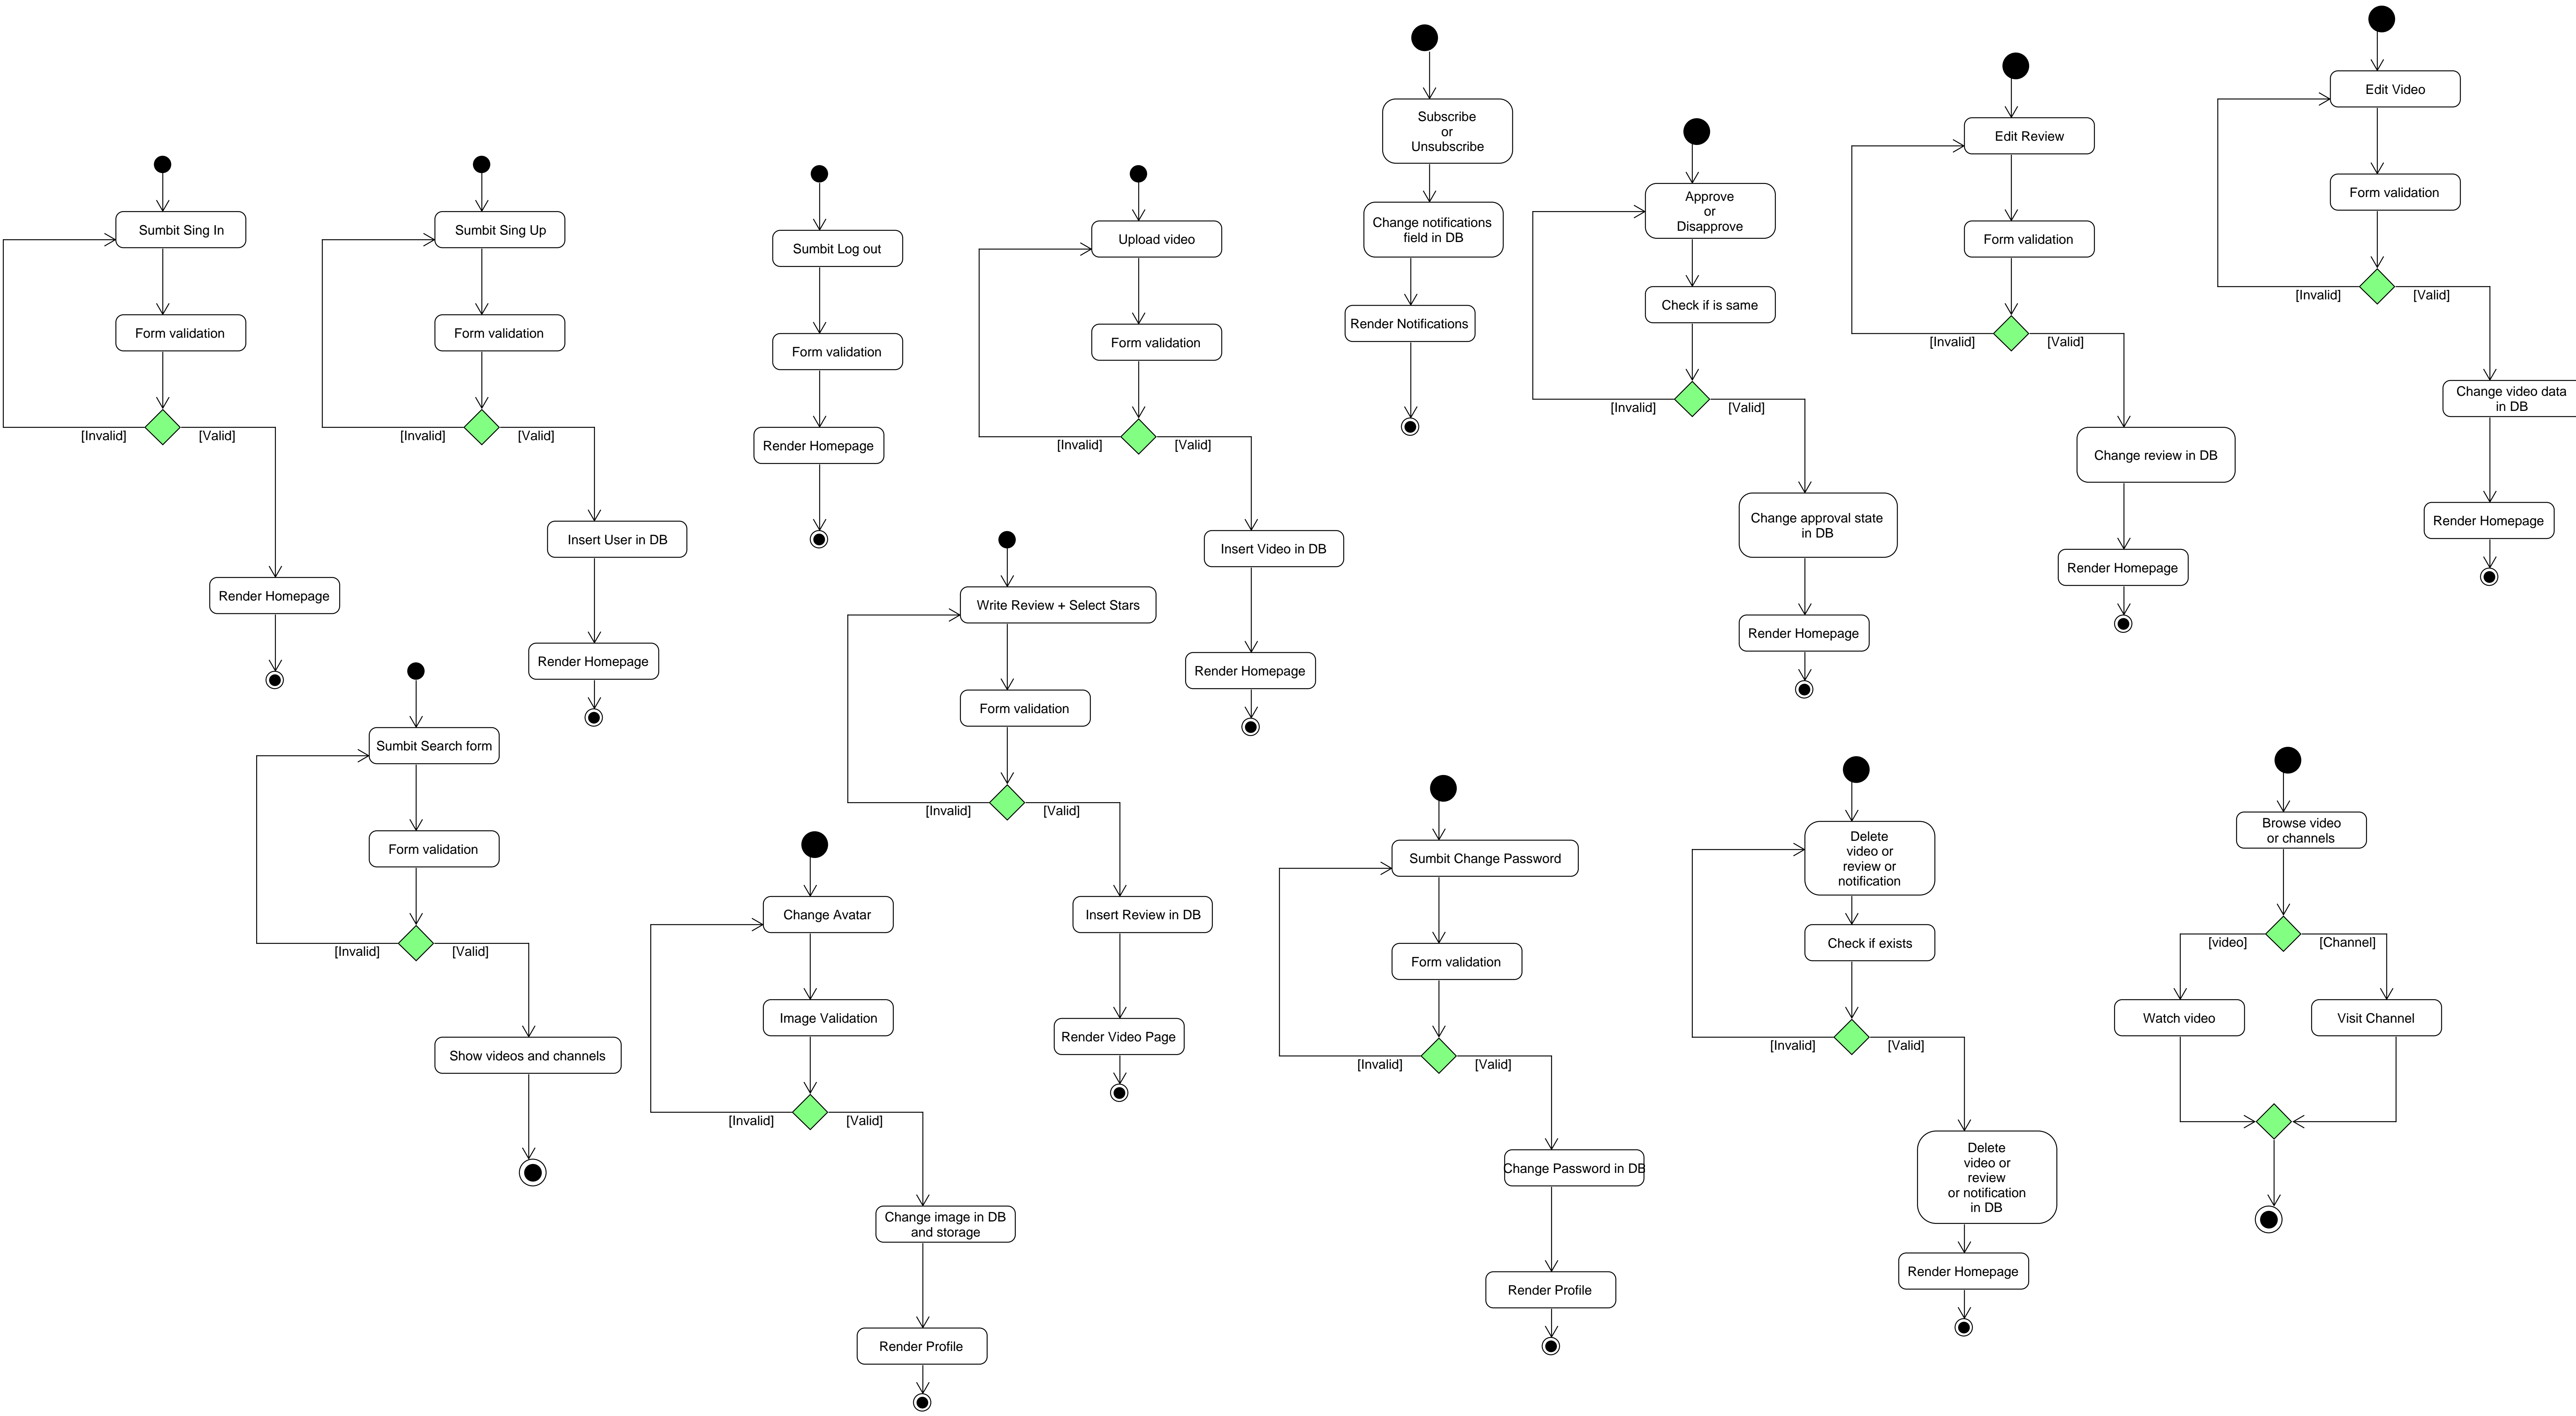 Sumbit Sing In
Form validation
[Invalid]
[Valid]
Render Homepage
Sumbit Sing Up
Form validation
[Invalid]
[Valid]
Insert User in DB
Render Homepage
Sumbit Log out
Form validation
Render Homepage
Upload video
Form validation
[Invalid]
[Valid]
Insert Video in DB
Render Homepage
Subscribe
or
Unsubscribe
Change notifications
field in DB
Render Notifications
Approve
or
Disapprove
Check if is same
[Invalid]
[Valid]
Change approval state
in DB
Render Homepage
Edit Review
Form validation
[Invalid]
[Valid]
Change review in DB
Render Homepage
Edit Video
Form validation
[Invalid]
[Valid]
Change video data
in DB
Render Homepage
Sumbit Search form
Form validation
[Invalid]
[Valid]
Show videos and channels
Change Avatar
Image Validation
[Invalid]
[Valid]
Change image in DB
and storage
Render Profile
Write Review + Select Stars
Form validation
[Invalid]
[Valid]
Insert Review in DB
Render Video Page
Sumbit Change Password
Form validation
[Invalid]
[Valid]
Change Password in DB
Render Profile
Delete
video or
review or
notification
Check if exists
[Invalid]
[Valid]
Delete
video or
review
or notification
in DB
Render Homepage
Browse video
or channels
[video]
[Channel]
Watch video
Visit Channel